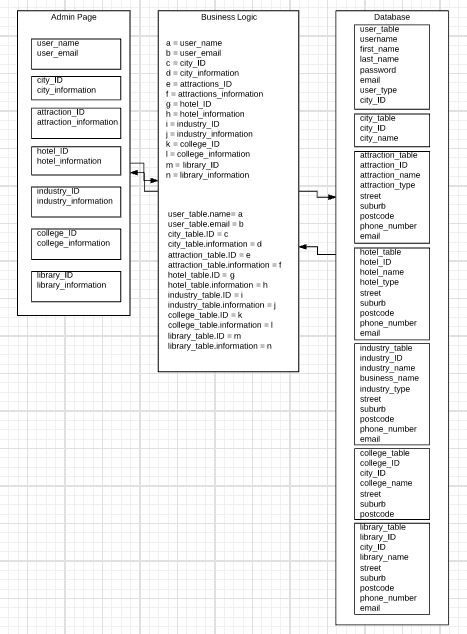 Admin Page
user_name
user_email
city_ID
city_information
attraction_ID
attraction_information
hotel_ID
hotel_information
industry_ID
industry_information
college_ID
college_information
library_ID
library_information
Business Logic
a = user_name
b = user_email
c = city_ID
d = city_information
e = attractions_ID
f = attractions_information
g = hotel_ID
h = hotel_information
i = industry_ID
j = industry_information
k = college_ID
l = college_information
m = library_ID
n = library_information
user_table.name= a
user_table.email = b
city_table.ID = c
city_table.information = d
attraction_table.ID = e
attraction_table.information = f
hotel_table.ID = g
hotel_table.information = h
industry_table.ID = i
industry_table.information = j
college_table.ID = k
college_table.information = l
library_table.ID = m
library_table.information = n
Database
user_table
username
first_name
last_name
password
email
user_type
city_ID
city_table
city_ID
city_name
attraction_table
attraction_ID
attraction_name
attraction_type
street
suburb
postcode
phone_number
email
hotel_table
hotel_ID
hotel_name
hotel_type
street
suburb
postcode
phone_number
email
industry_table
industry_ID
industry_name
business_name
industry_type
street
suburb
postcode
phone_number
email
college_table
college_ID
city_ID
college_name
street
suburb
postcode
library_table
library_ID
city_ID
library_name
street
suburb
postcode
phone_number
email